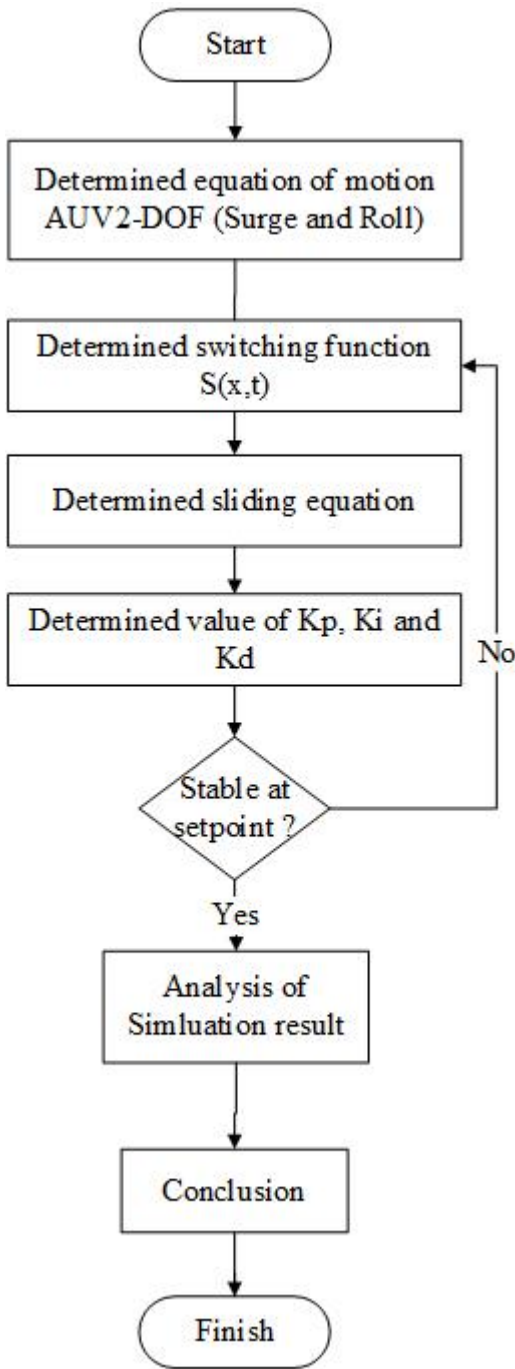 Start
Determined equation of motion
AUV2-DOF (Surge and Roll)
Determined switching function
S(x,t)
Determined sliding equation
Determined value of Kp, Ki and
Kd
No
Stable at
setpoint ?
Yes
Analysis of
Simluation result
Conclusion
Finish